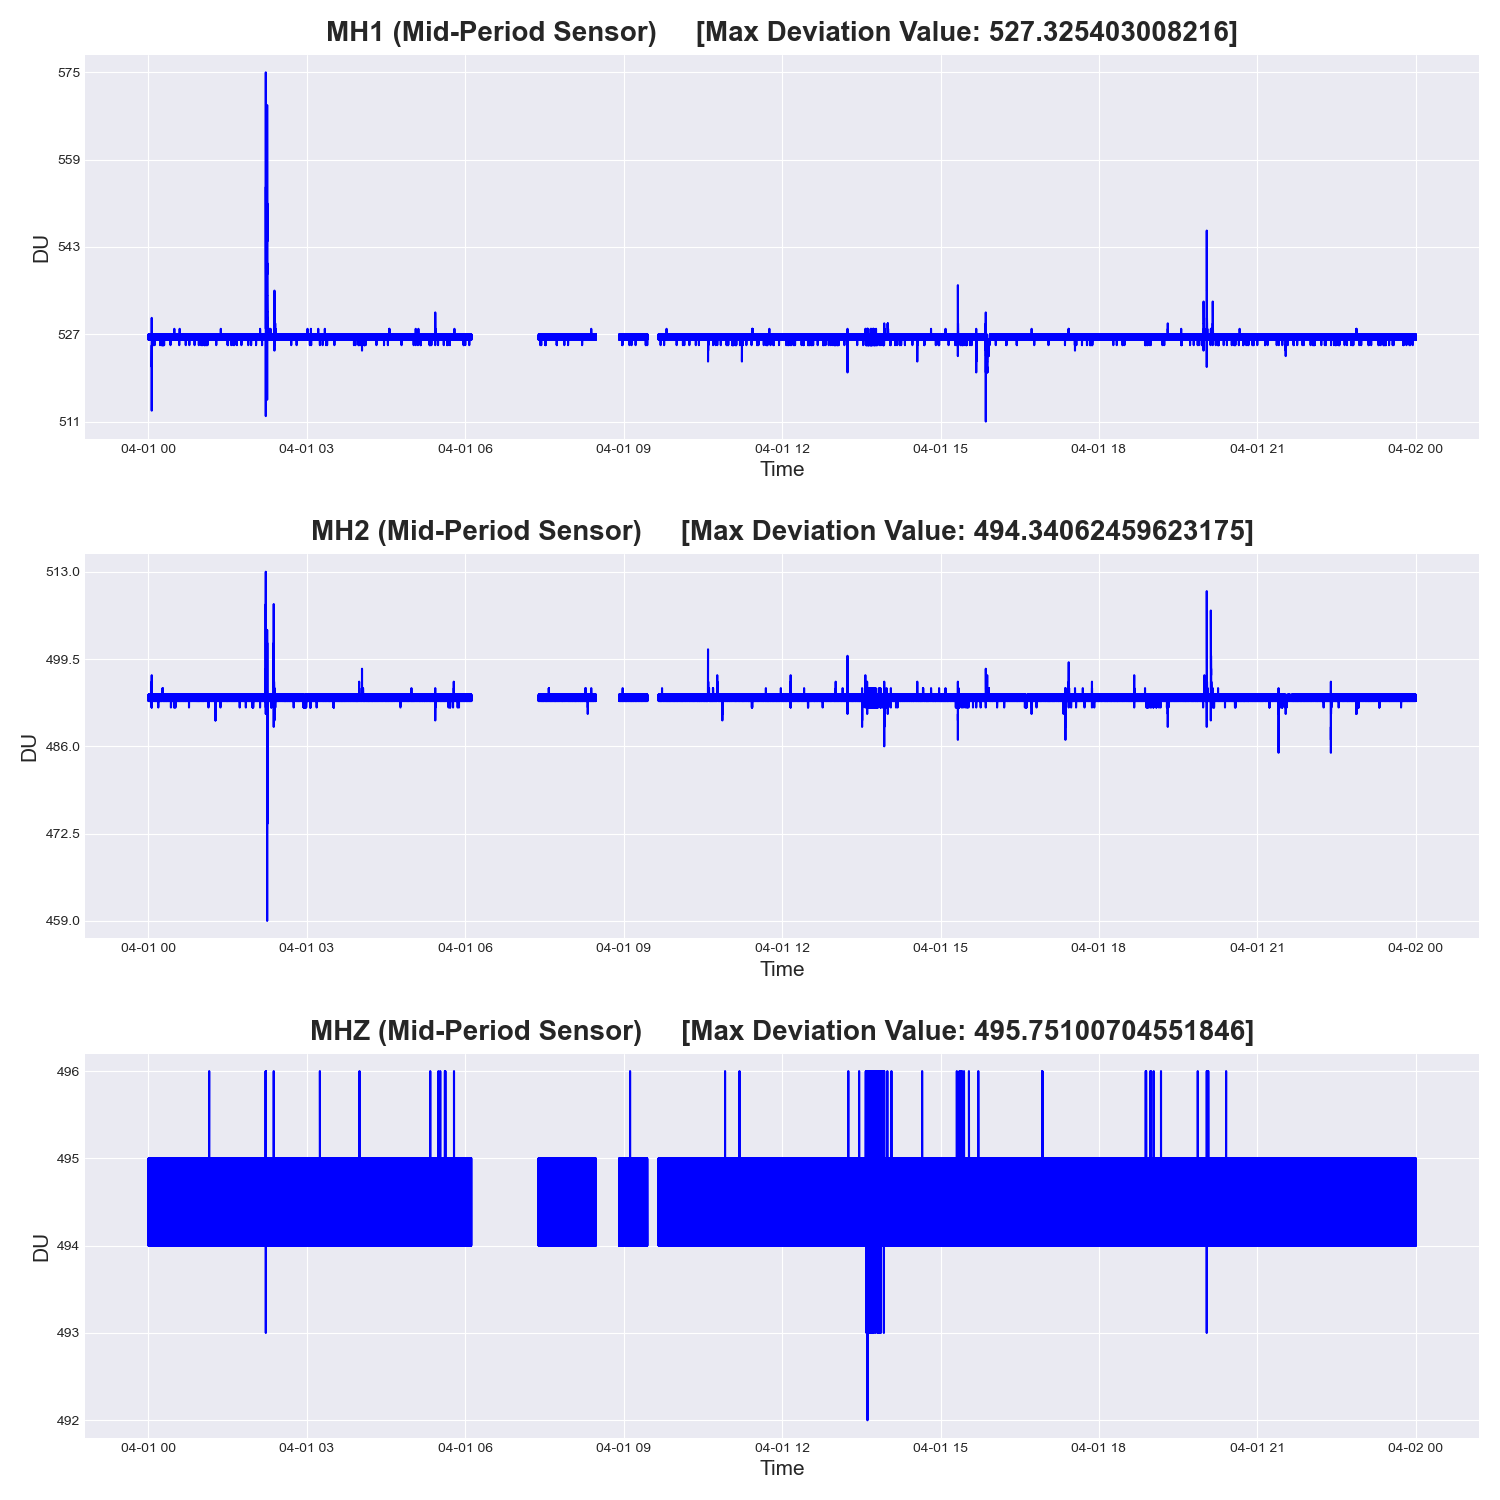 MH1 (Mid-Period Sensor) [Max Deviation Value: 527.325403008216]
575
559
543
527
511
DU
04-01 00 04-01 03 04-01 06 04-01 09 04-01 12 04-01 15 04-01 18 04-01 21 04-02 00
Time
MH2 (Mid-Period Sensor) [Max Deviation Value: 494.34062459623175]
513.0
499.5
486.0
472.5
459.0
DU
04-01 00 04-01 03 04-01 06 04-01 09 04-01 12 04-01 15 04-01 18 04-01 21 04-02 00
Time
MHZ (Mid-Period Sensor) [Max Deviation Value: 495.75100704551846]
496
495
494
493
492
DU
04-01 00 04-01 03 04-01 06 04-01 09 04-01 12 04-01 15 04-01 18 04-01 21 04-02 00
Time